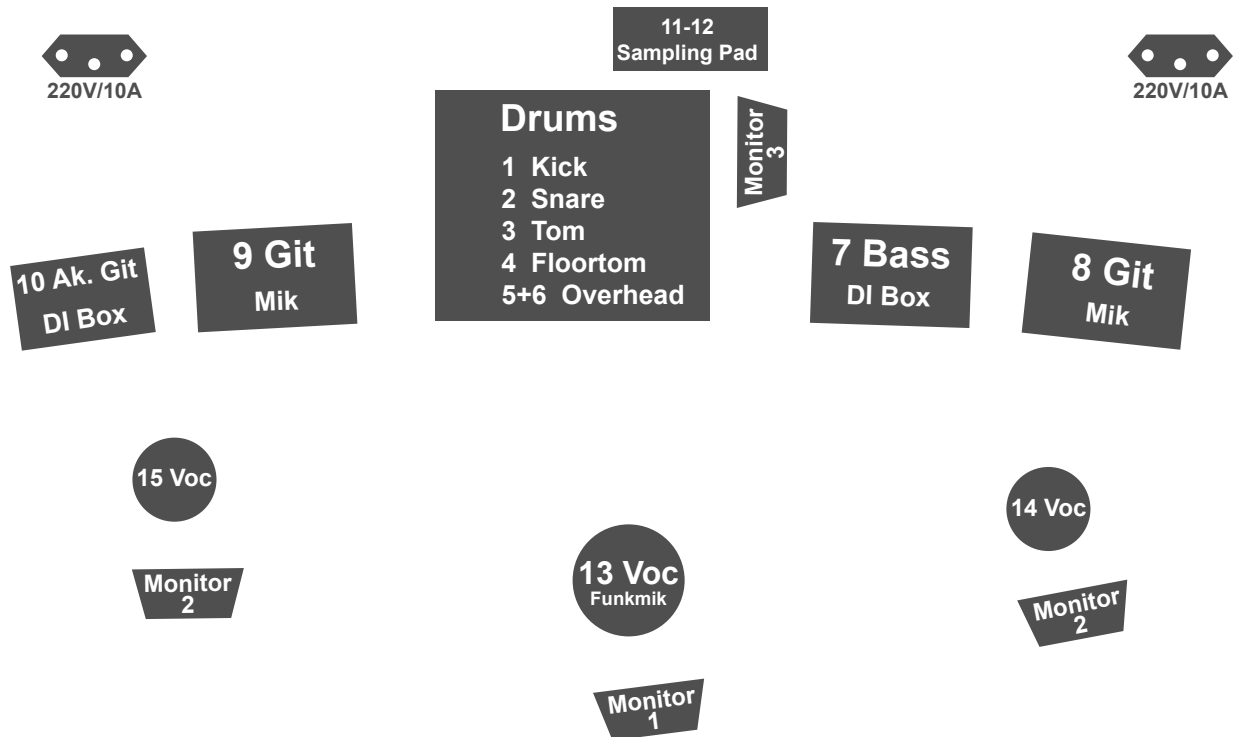 11-12
Sampling Pad
220V/10A
220V/10A
Drums
1 Kick
2 Snare
3 Tom
4 Floortom
5+6 Overhead
Monitor
3
10 Ak. Git
DI Box
9 Git
Mik
7 Bass
DI Box
8 Git
Mik
15 Voc
Monitor
2
13 Voc
Funkmik
14 Voc
Monitor
2
Monitor
1